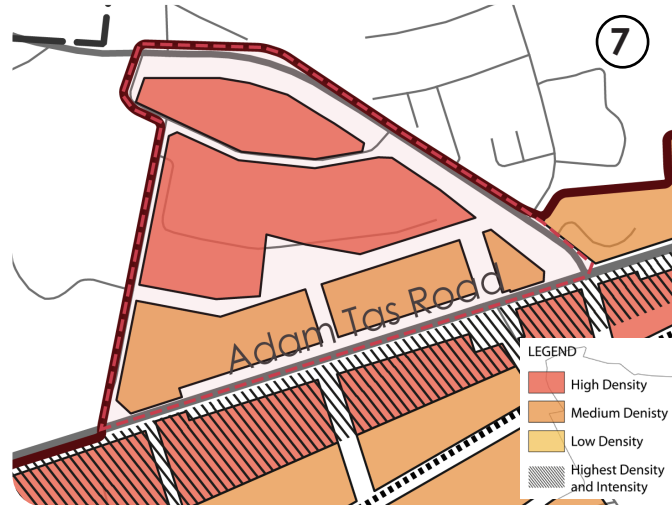 7
Adam Tas Road
LEGEND
High Density
Medium Denisty
Low Density
Highest Density
and Intensity